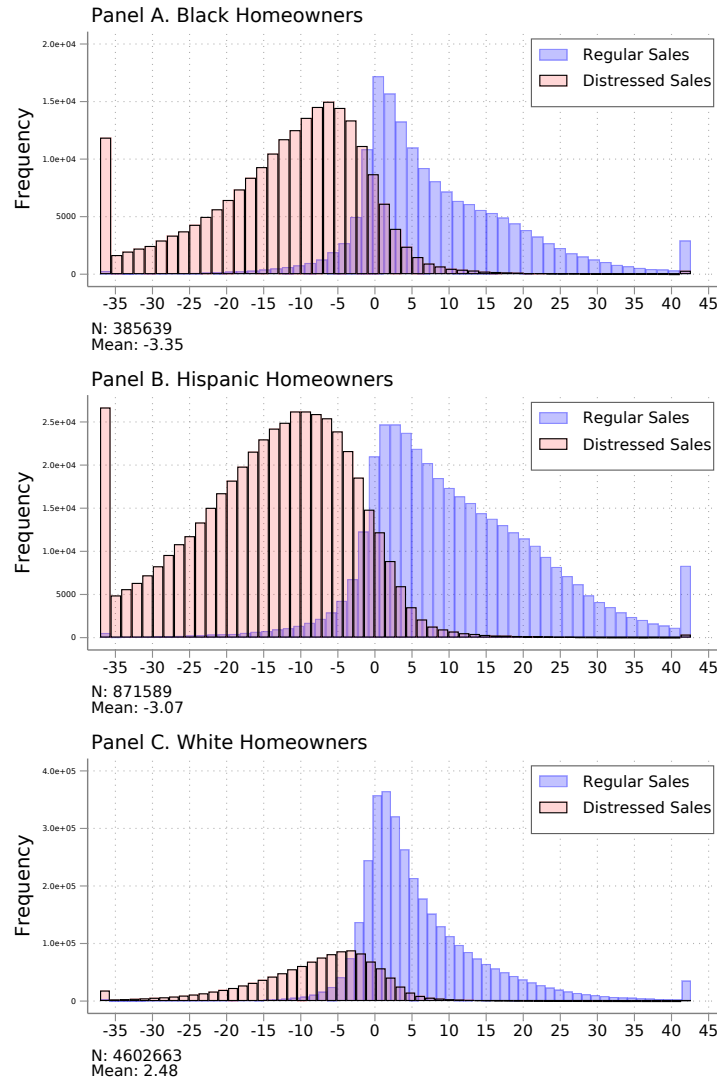 Panel A. Black Homeowners
Frequency
2.0e+04
1.5e+04
1.0e+04
5000
0
Regular Sales
Distressed Sales
-35 -30 -25 -20 -15 -10 -5 0 5 10 15 20 25 30 35 40 45
N: 385639
Mean: -3.35
Panel B. Hispanic Homeowners
Frequency
2.5e+04
2.0e+04
1.5e+04
1.0e+04
5000
0
Regular Sales
Distressed Sales
-35 -30 -25 -20 -15 -10 -5 0 5 10 15 20 25 30 35 40 45
N: 871589
Mean: -3.07
Panel C. White Homeowners
Frequency
4.0e+05
3.0e+05
2.0e+05
1.0e+05
0
Regular Sales
Distressed Sales
-35 -30 -25 -20 -15 -10 -5 0 5 10 15 20 25 30 35 40 45
N: 4602663
Mean: 2.48